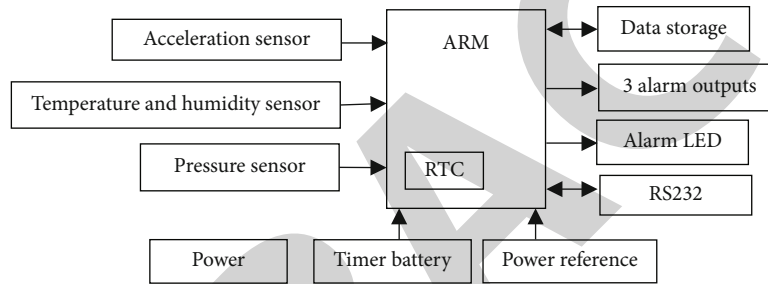 Acceleration sensor
Temperature and humidity sensor
Pressure sensor
ARM
RTC
Data storage
3 alarm outputs
Alarm LED
RS232
Power
Timer battery
Power reference